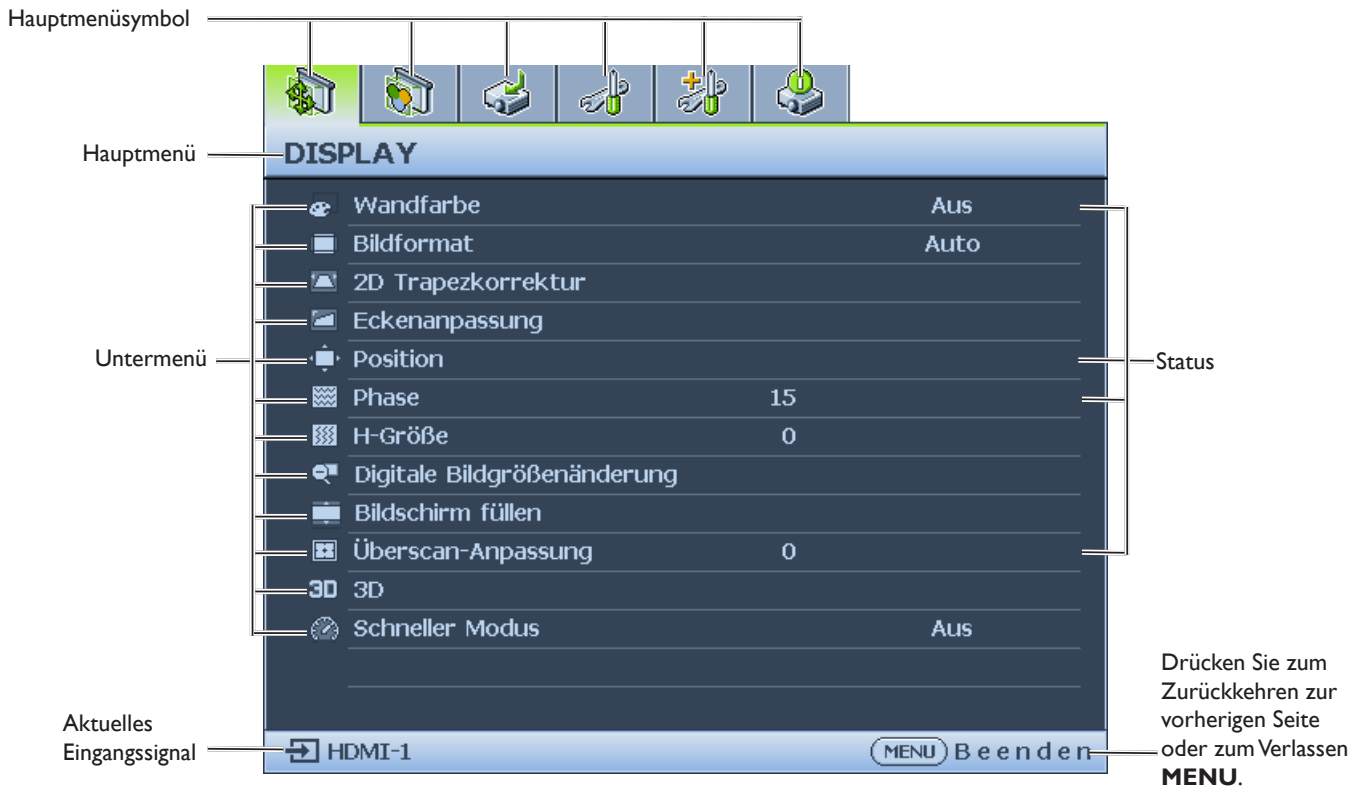 Hauptmenüsymbol
Hauptmenü
DISPLAY
Wandfarbe Aus
Bildformat Auto
2D Trapezkorrektur
Eckenanpassung
Untermenü
Position
Status
Phase 15
H-Größe 0
Digitale Bildgrößenänderung
Bildschirm füllen
Überscan-Anpassung 0
3D 3D
Schneller Modus Aus
Aktuelles
Eingangssignal
HDMI-1
MENU Beenden
Drücken Sie zum
Zurückkehren zur
vorherigen Seite
oder zum Verlassen
MENU.